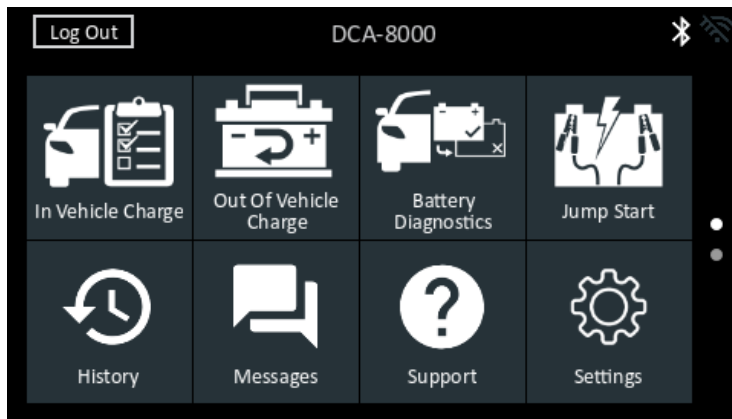 Log Out
DCA-8000
In Vehicle Charge
Out Of Vehicle
Charge
Battery
Diagnostics
Jump Start
History
Messages
Support
Settings